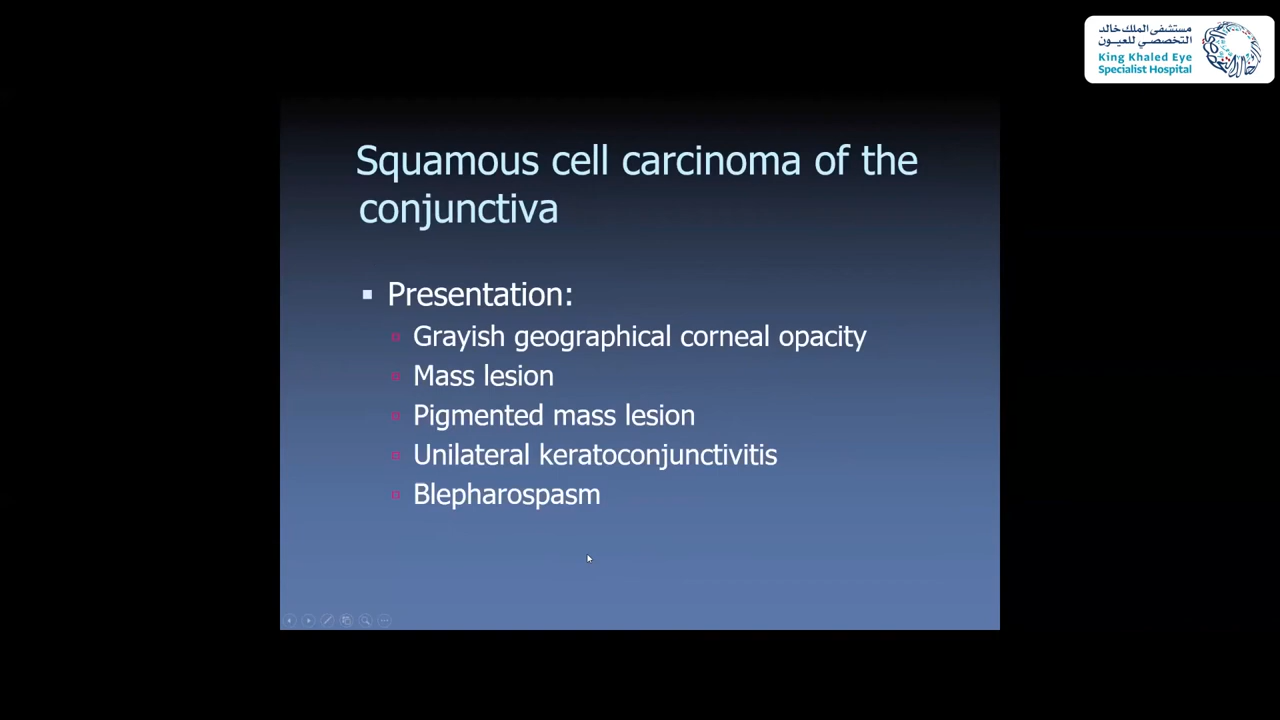 مستشفى الملك خالد
التخصصي للعيون
King Khaled Eye
Specialist Hospital
Squamous cell carcinoma of the
conjunctiva
Presentation:
Grayish geographical corneal opacity
Mass lesion
Pigmented mass lesion
Unilateral keratoconjunctivitis
Blepharospasm